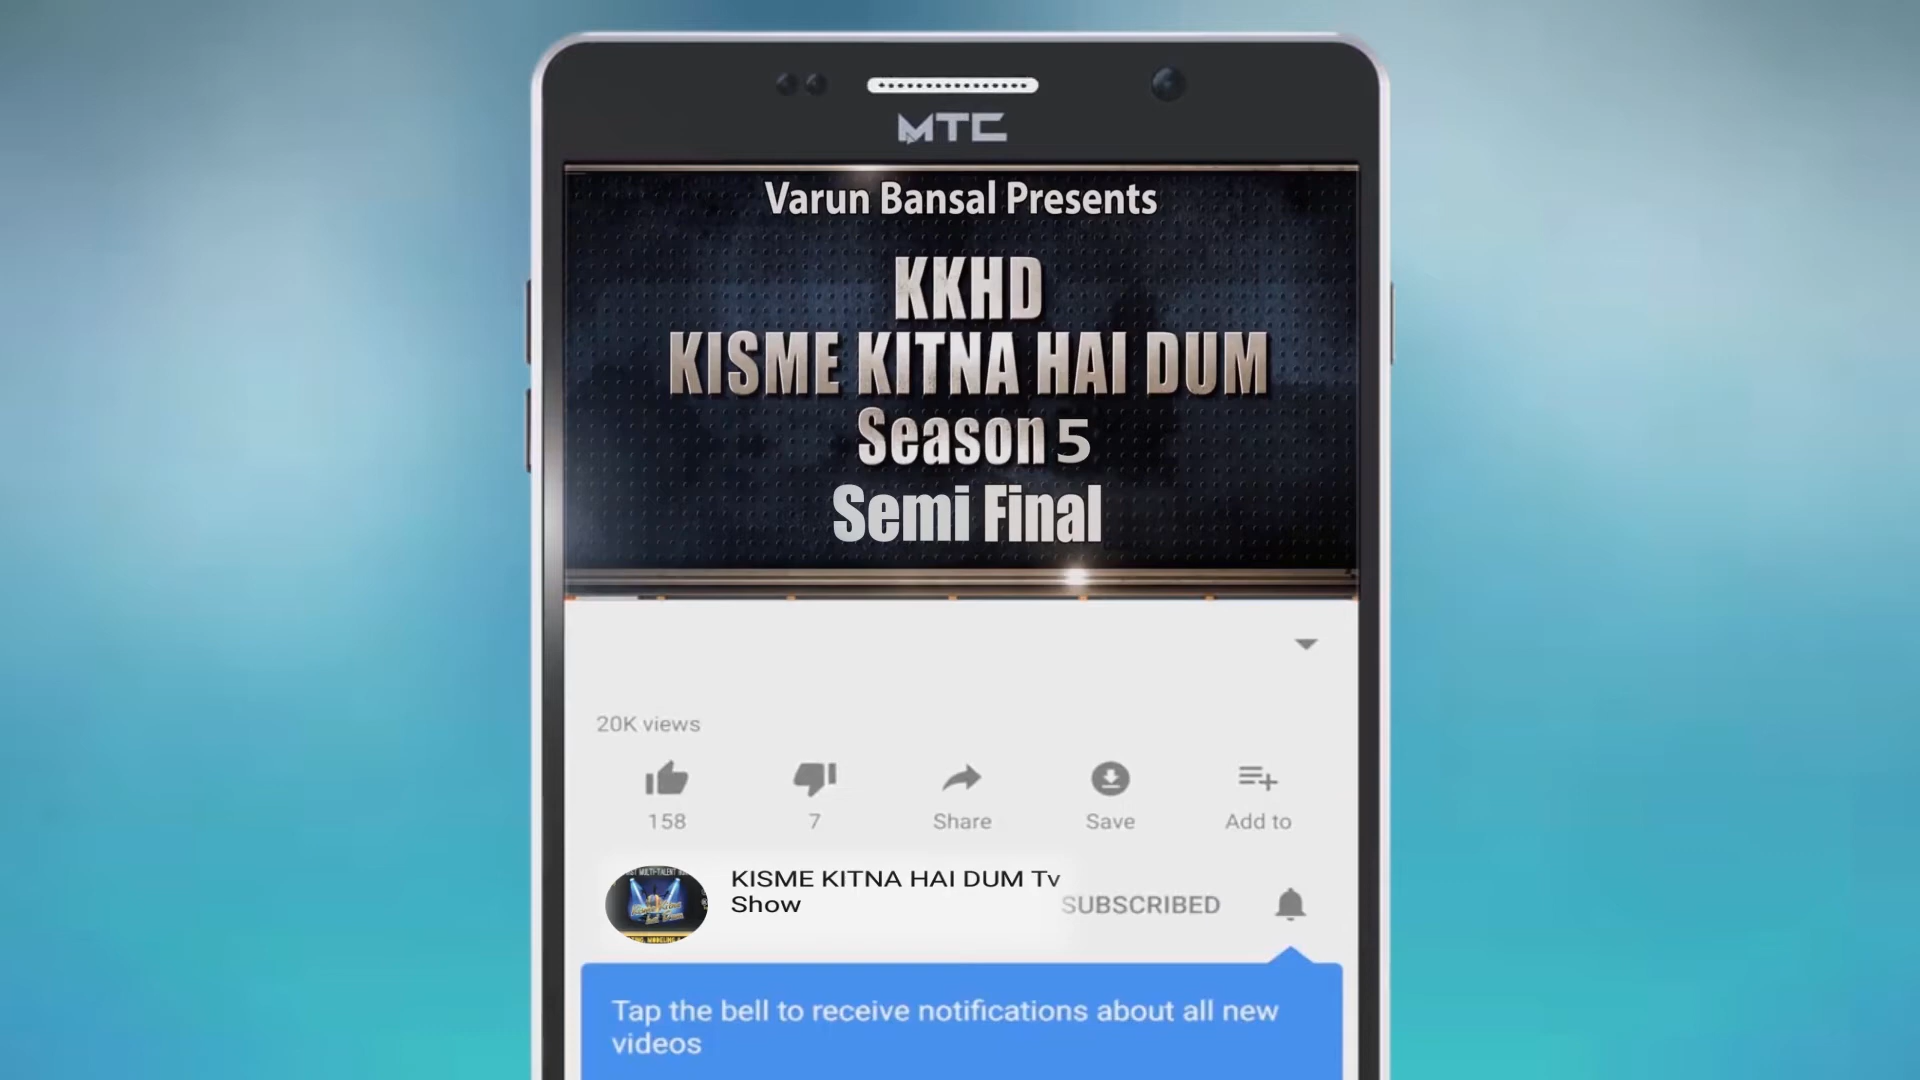 MTC
Varun Bansal Presents
KKHD
KISME KITNA HAI DUM
Season 5
Semi Final
20K views
158
7
Share
Save
Add to
KISME KITNA HAI DUM Tv
Show
SUBSCRIBED
Tap the bell to receive notifications about all new
videos